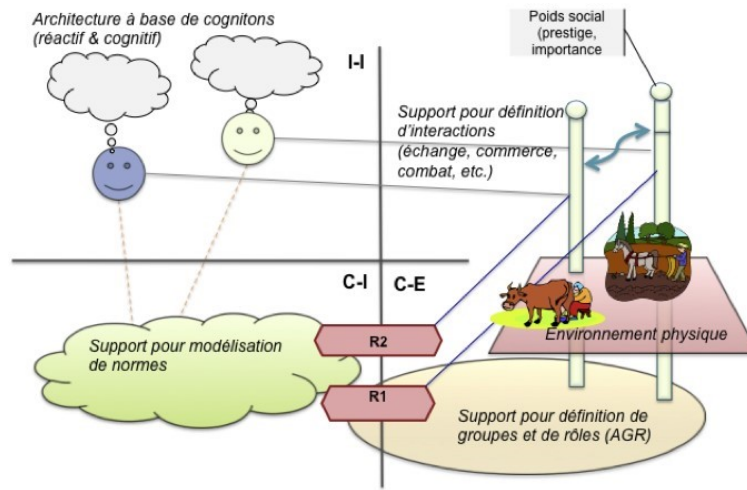 Architecture à base de cognitons
(réactif & cognitif)
I-I
Poids social
(prestige,
importance
Support pour définition
d'interactions
(échange, commerce,
combat, etc.)
C-I
C-E
Support pour modélisation
de normes
R2
Environnement physique
R1
Support pour définition de
groupes et de rôles (AGR)